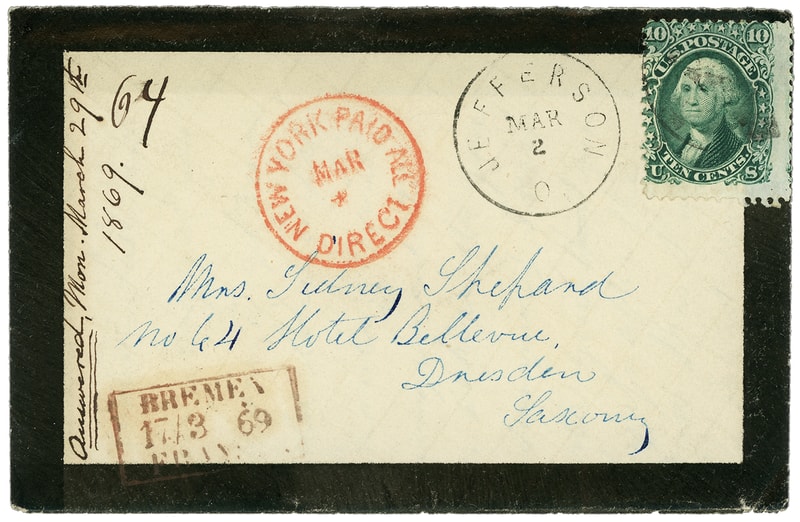 Answered, Mon. March 29th
1869.
64
NEW YORK PAID ALL
MAR
*
DIRECT
JEFFERSON
MAR
2
O.
10 10
U.S. POSTAGE
TEN CENTS.
U S
Mrs. Sidney Shepard
No 64 Hotel Bellevue,
Dresden
Saxony
BREMEN
17/3 69
FRAN